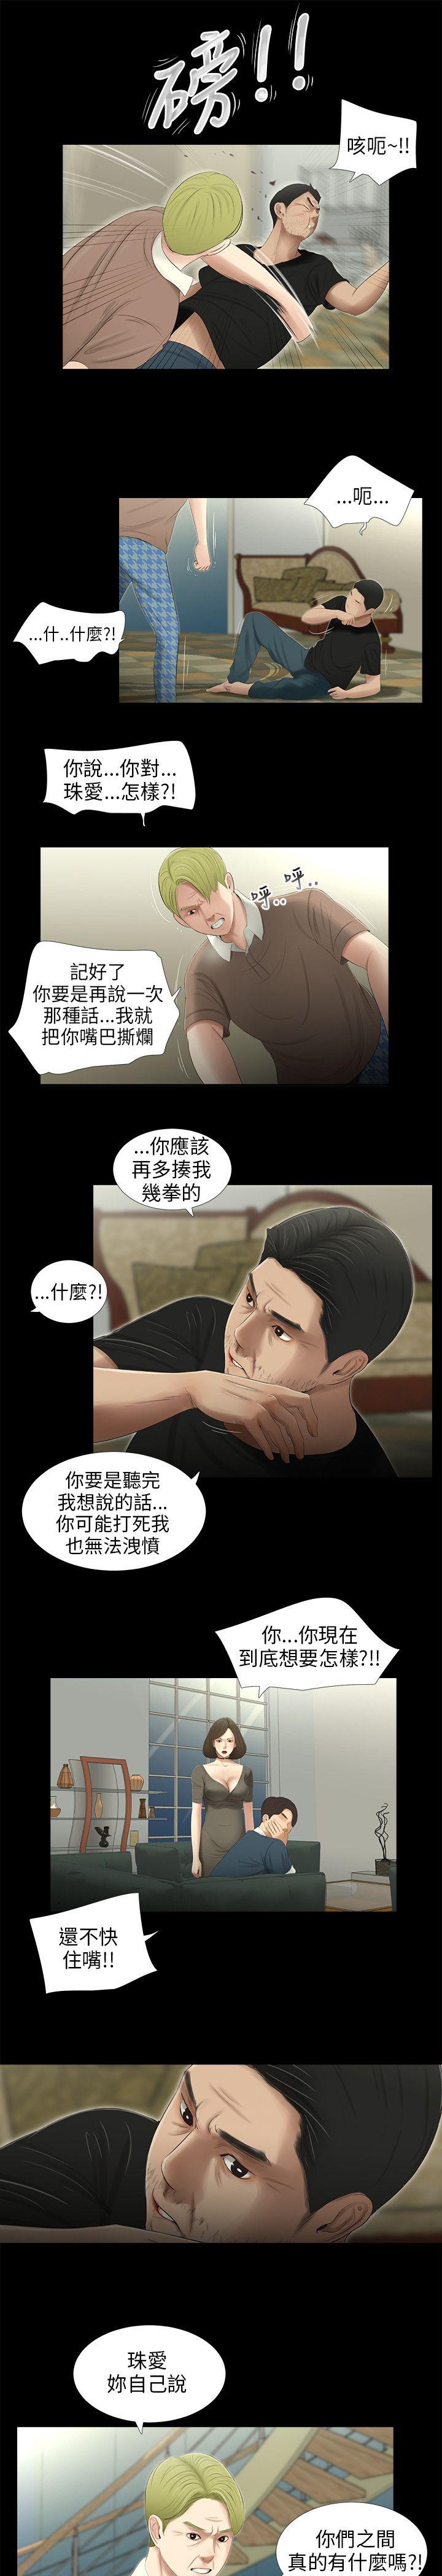 磅!!
咳呃~!!
...呃...
...什..什麼?!
你說...你對...
珠愛...怎樣?!
呼.. 呼..
記好了
你要是再說一次
那種話...我就
把你嘴巴撕爛
...你應該
再多揍我
幾拳的
...什麼?!
你要是聽完
我想說的話...
你可能打死我
也無法洩憤
你...你現在
到底想要怎樣?!!
還不快
住嘴!!
珠愛
妳自己說
你們之間
真的有什麼嗎?!